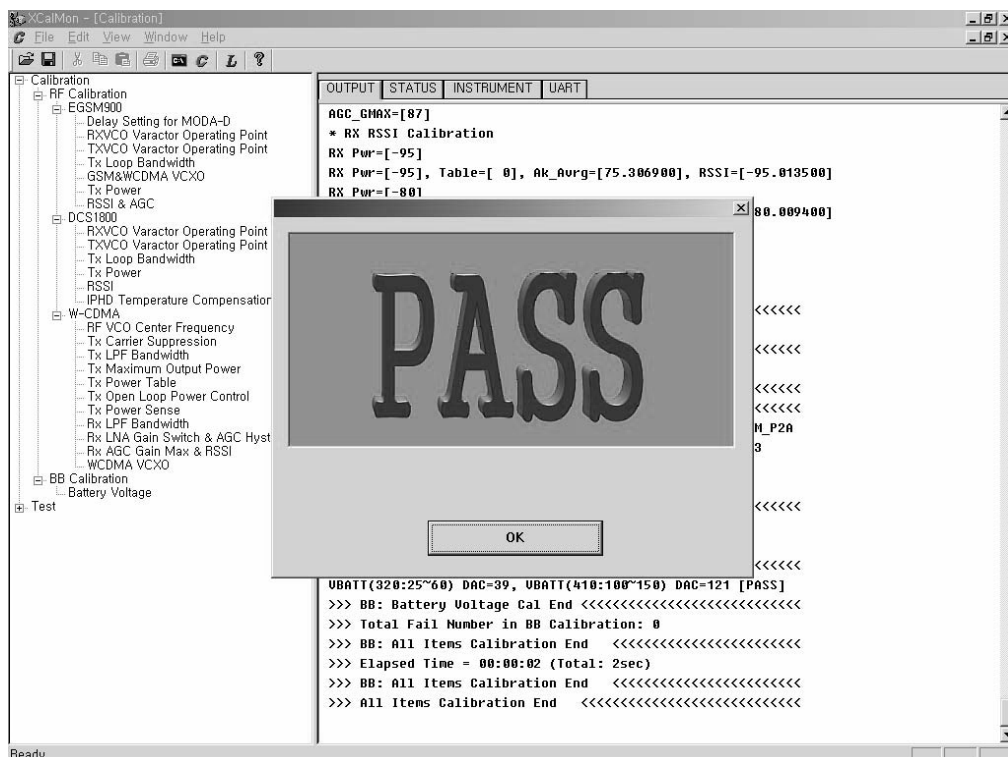 XCalMon - [Calibration]
File Edit View Window Help
Calibration
RF Calibration
EGSM900
Delay Setting for MODA-D
RXVCO Varactor Operating Point
TXVCO Varactor Operating Point
Tx Loop Bandwidth
GSM&WCDMA VCXO
Tx Power
RSSI & AGC
DCS1800
RXVCO Varactor Operating Point
TXVCO Varactor Operating Point
Tx Loop Bandwidth
Tx Power
RSSI
IPHD Temperature Compensation
W-CDMA
RF VCO Center Frequency
Tx Carrier Suppression
Tx LPF Bandwidth
Tx Maximum Output Power
Tx Power Table
Tx Open Loop Power Control
Tx Power Sense
Rx LPF Bandwidth
Rx LNA Gain Switch & AGC Hyst
Rx AGC Gain Max & RSSI
WCDMA VCXO
BB Calibration
Battery Voltage
Test
OUTPUT STATUS INSTRUMENT UART
AGC_GMAX=[87]
* RX RSSI Calibration
RX Pwr=[-95]
RX Pwr=[-95], Table=[ 0], Ak_Avrg=[75.306900], RSSI=[-95.013500]
RX Pwr=[-80]
80.009400]
<<<<<<
<<<<<<
<<<<<<
<<<<<<
M_P2A
3
<<<<<<
<<<<<<
PASS
OK
VBATT(320:25~60) DAC=39, VBATT(410:100~150) DAC=121 [PASS]
>>> BB: Battery Voltage Cal End <<<<<<<<<<<<<<<<<<<<<<<<<<<<
>>> Total Fail Number in BB Calibration: 0
>>> BB: All Items Calibration End <<<<<<<<<<<<<<<<<<<<<<<<
>>> Elapsed Time = 00:00:02 (Total: 2sec)
>>> BB: All Items Calibration End <<<<<<<<<<<<<<<<<<<<<<<<
>>> All Items Calibration End <<<<<<<<<<<<<<<<<<<<<<<<<<<<
Ready